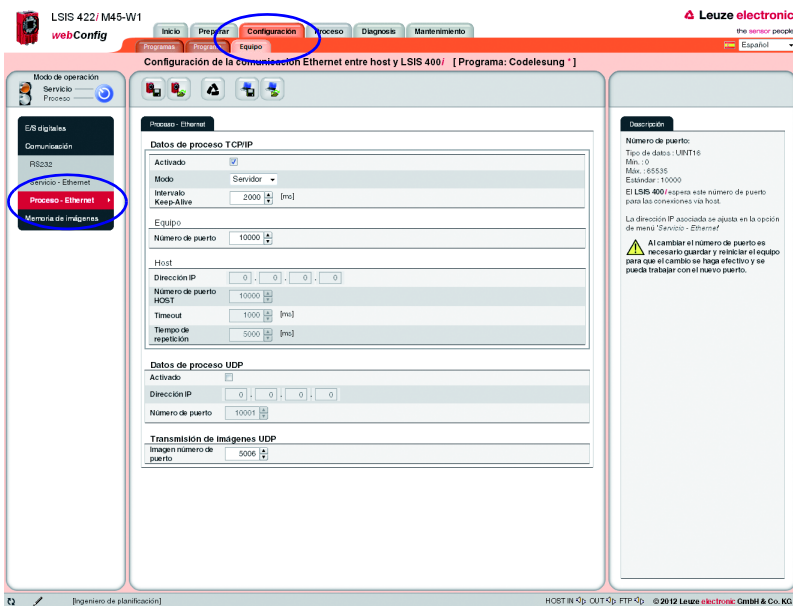 LSIS 422i M45-W1
webConfig
Inicio Preparar Configuración Proceso Diagnosis Mantenimiento
Programas Programa Equipo
Leuze electronic
the sensor people
Español
Configuración de la comunicación Ethernet entre host y LSIS 400i [ Programa: Codelesung * ]
Modo de operación
Servicio
Proceso
E/S digitales
Comunicación
RS232
Servicio - Ethernet
Proceso - Ethernet
Memoria de imágenes
Proceso - Ethernet
Datos de proceso TCP/IP
Activado
Modo Servidor
Intervalo
Keep-Alive 2000 [ms]
Equipo
Número de puerto 10000
Host
Dirección IP 0 . 0 . 0 . 0
Número de puerto
HOST 10000
Timeout 1000 [ms]
Tiempo de
repetición 5000 [ms]
Datos de proceso UDP
Activado
Dirección IP 0 . 0 . 0 . 0
Número de puerto 10001
Transmisión de imágenes UDP
Imagen número de
puerto 5006
Descripción
Número de puerto:
Tipo de datos : UINT16
Mín. : 0
Máx. : 65535
Estándar : 10000
El LSIS 400i espera este número de puerto
para las conexiones vía host.
La dirección IP asociada se ajusta en la opción
de menú 'Servicio - Ethernet'
Al cambiar el número de puerto es
necesario guardar y reiniciar el equipo
para que el cambio se haga efectivo y se
pueda trabajar con el nuevo puerto.
[Ingeniero de planificación]
HOST IN OUT FTP © 2012 Leuze electronic GmbH & Co. KG